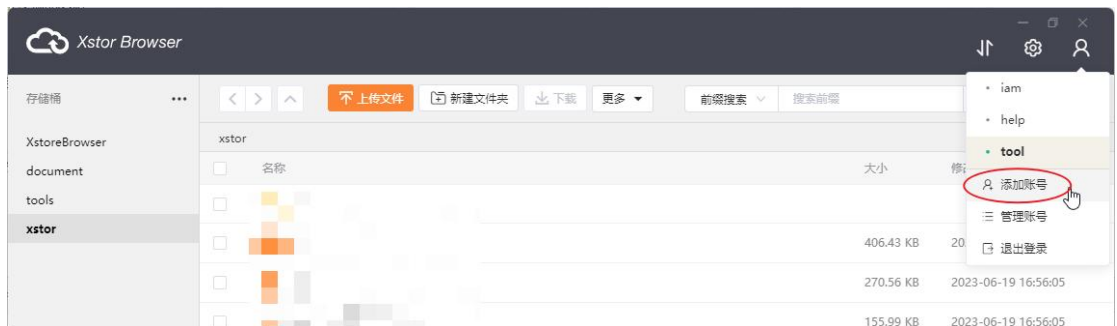 Xstor Browser
存储桶
•••
上传文件
新建文件夹
下载
更多
前缀搜索
搜索前缀
iam
help
tool
添加账号
管理账号
退出登录
XstoreBrowser
document
tools
xstor
xstor
名称
大小
406.43 KB
20
270.56 KB
2023-06-19 16:56:05
155.99 KB
2023-06-19 16:56:05